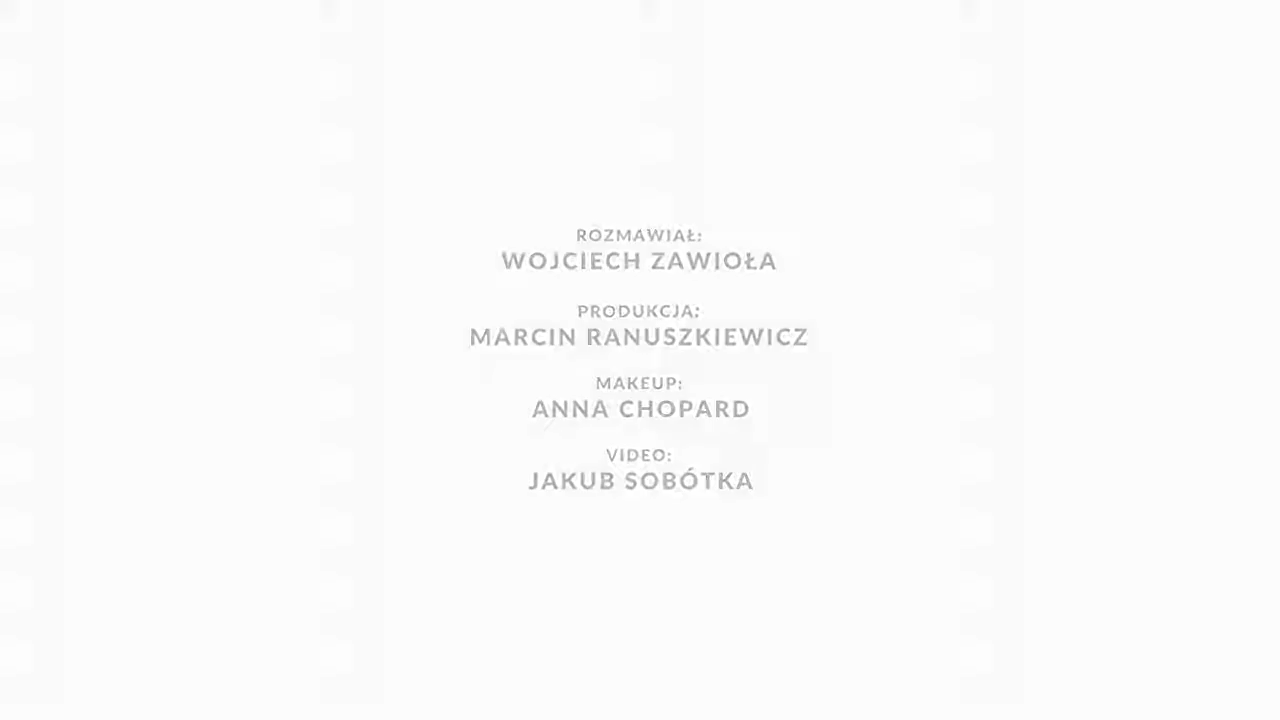 ROZMAWIAŁ:
WOJCIECH ZAWIOŁA
PRODUKCJA:
MARCIN RANUSZKIEWICZ
MAKEUP:
ANNA CHOPARD
VIDEO:
JAKUB SOBÓTKA